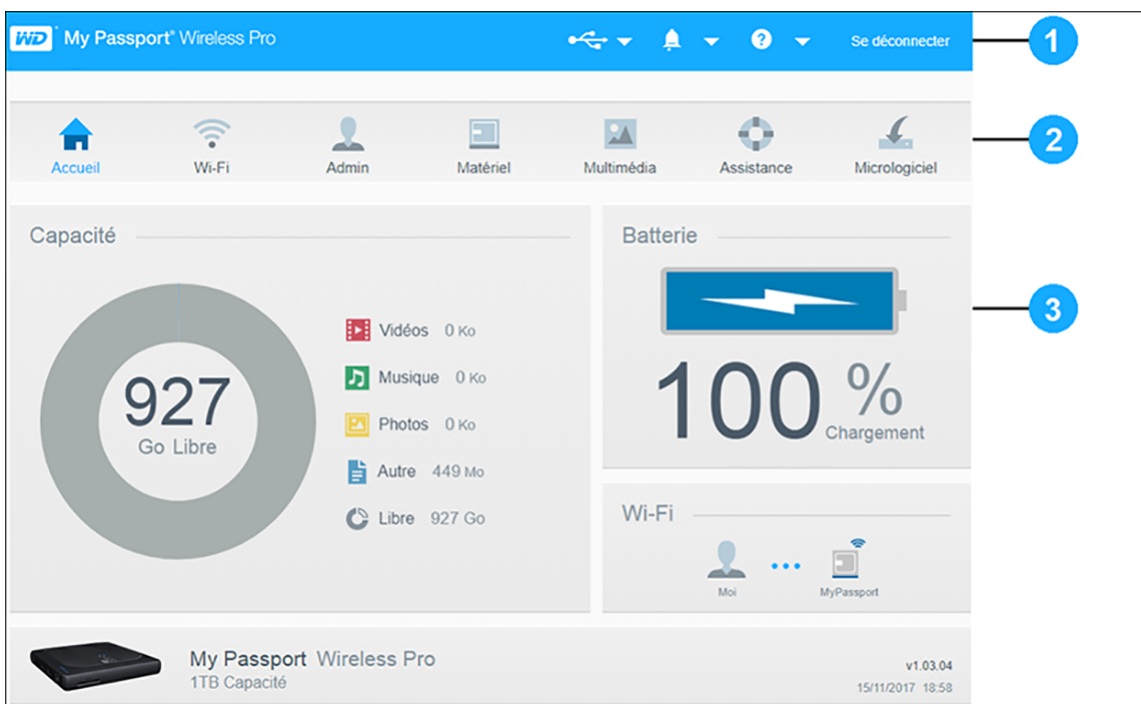 WD My Passport® Wireless Pro
?
Se déconnecter
1
Accueil Wi-Fi Admin Matériel Multimédia Assistance Micrologiciel
2
Capacité
927
Go Libre
Vidéos 0 Ko
Musique 0 Ko
Photos 0 Ko
Autre 449 Mo
Libre 927 Go
Batterie
3
100 %
Chargement
Wi-Fi
Moi
MyPassport
My Passport Wireless Pro
1TB Capacité
v1.03.04
15/11/2017 18:58